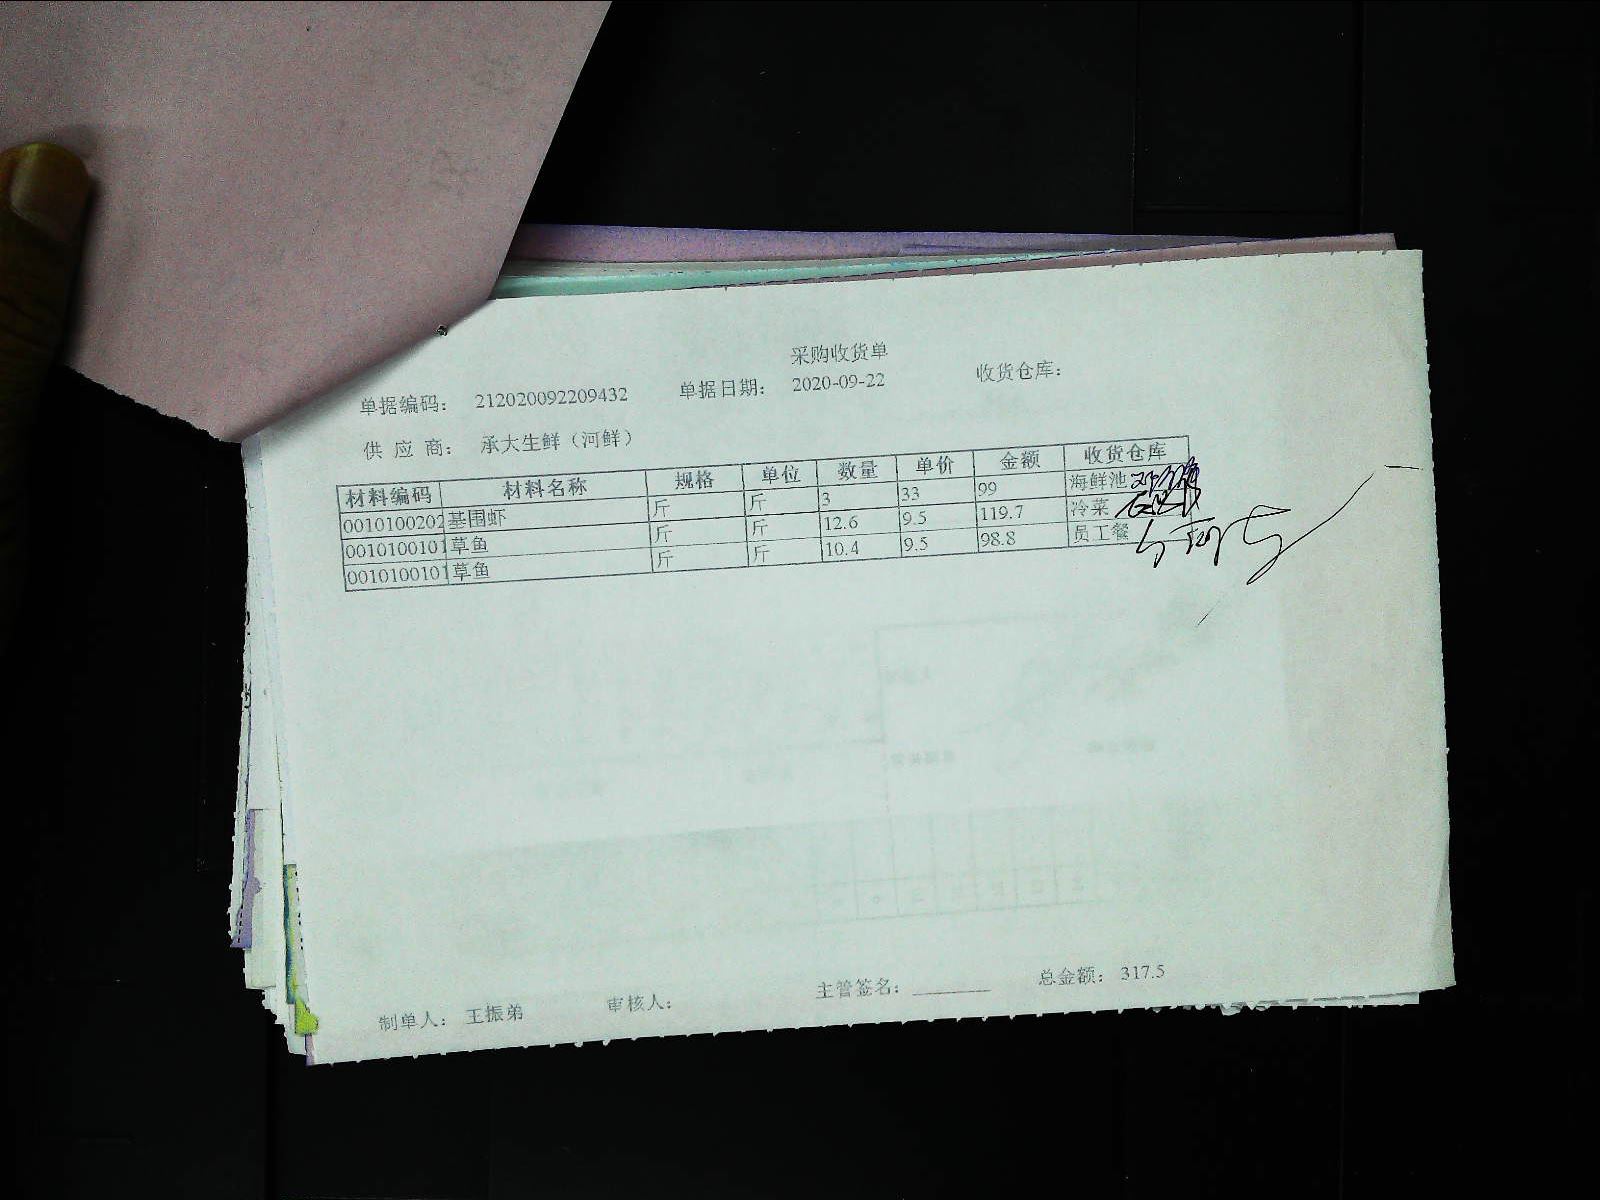 采购收货单
单据编码： 212020092209432 单据日期： 2020-09-22 收货仓库：
供 应 商： 承大生鲜（河鲜）
材料编码 材料名称 规格 单位 数量 单价 金额 收货仓库
0010100202 基围虾 斤 斤 3 33 99 海鲜池
0010100101 草鱼 斤 斤 12.6 9.5 119.7 冷菜
0010100101 草鱼 斤 斤 10.4 9.5 98.8 员工餐
制单人： 王振弟 审核人： 主管签名： 总金额： 317.5